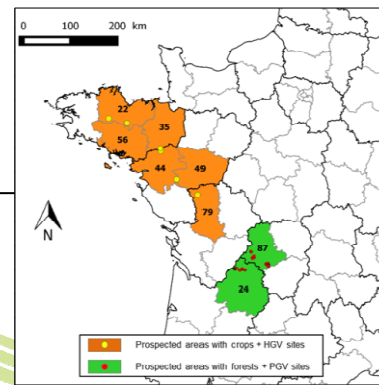 0 100 200 km
22
35
56
44 49
79
N
87
24
Prospected areas with crops + HGV sites
Prospected areas with forests + PGV sites